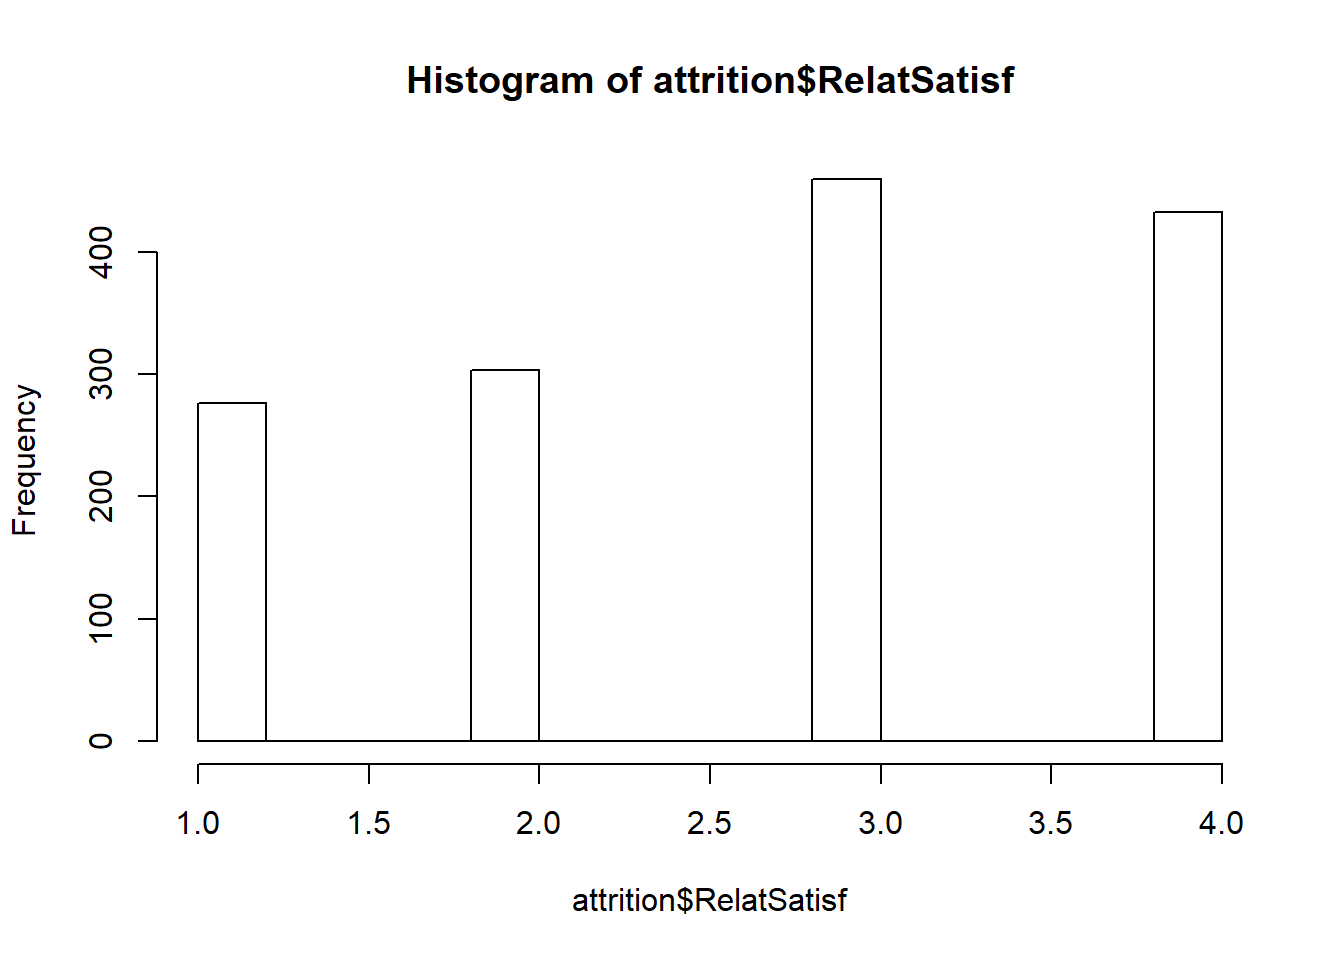 Histogram of attrition$RelatSatisf
Frequency
400
300
200
100
0
1.0 1.5 2.0 2.5 3.0 3.5 4.0
attrition$RelatSatisf